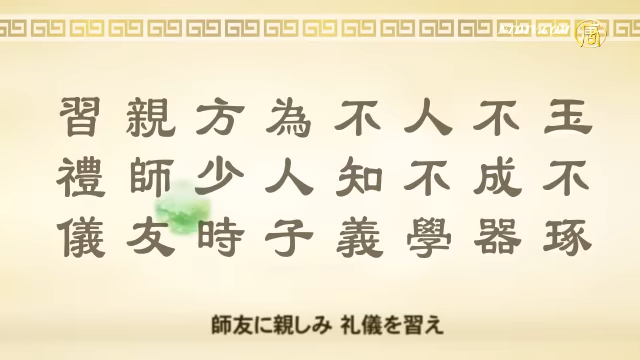 玉不琢
不成器
人不學
不知義
為人子
方少時
親師友
習禮儀
師友に親しみ 礼儀を習え